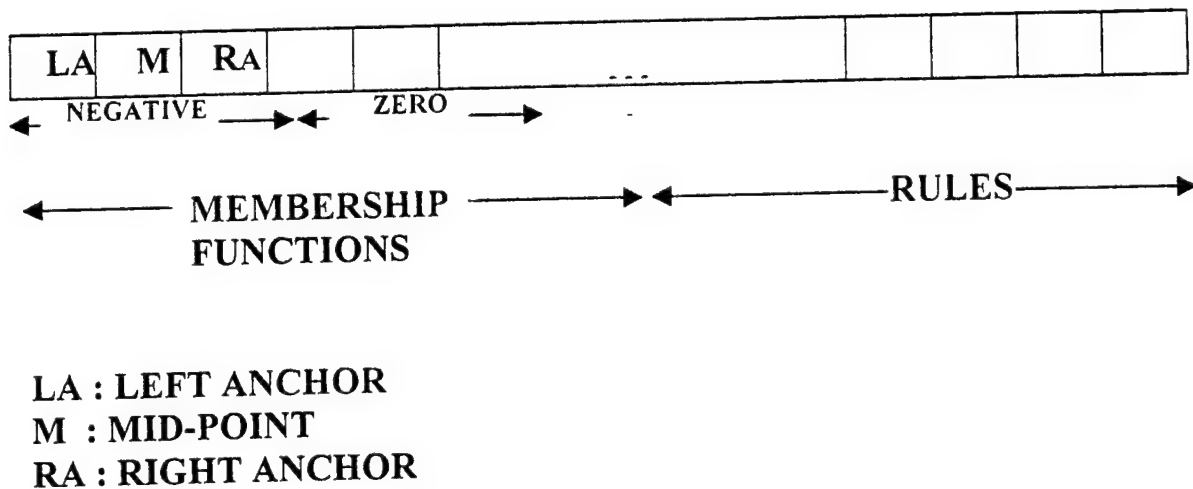 LA M RA ...
NEGATIVE ZERO
MEMBERSHIP RULES
FUNCTIONS
LA : LEFT ANCHOR
M : MID-POINT
RA : RIGHT ANCHOR